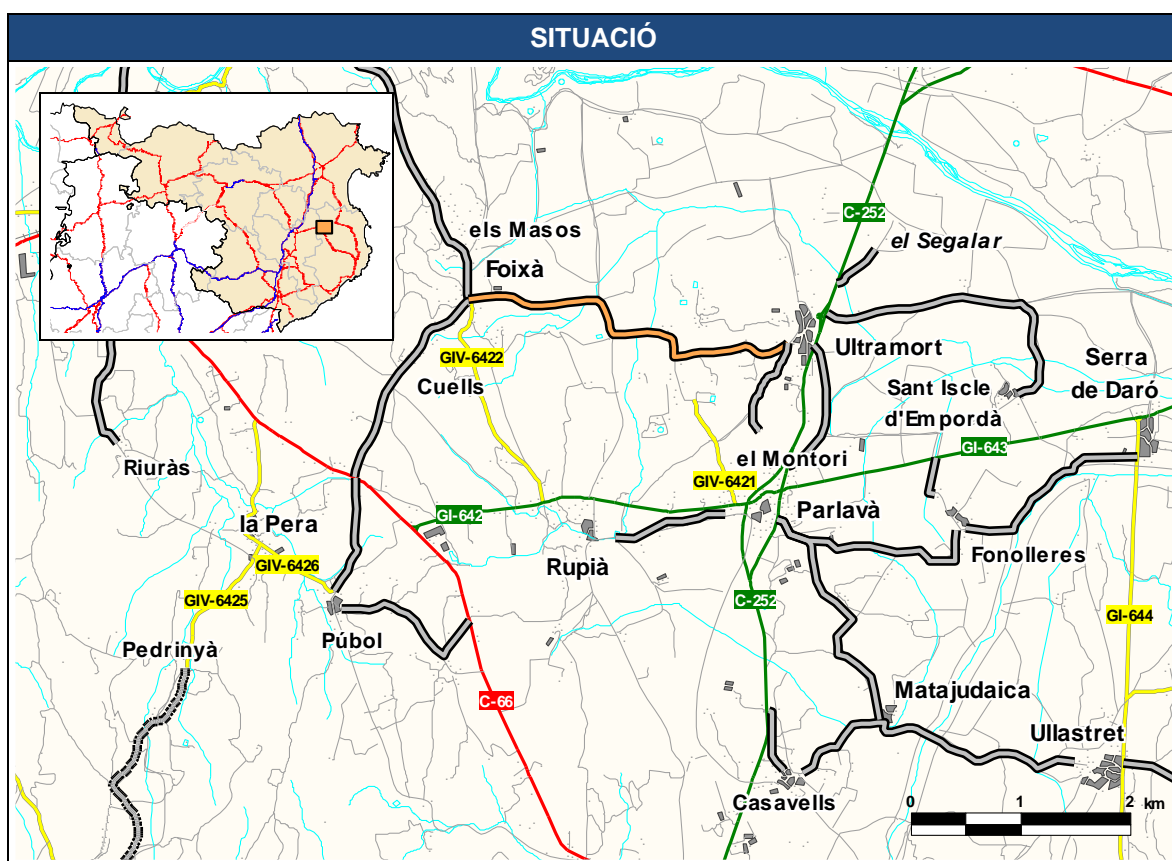 SITUACIÓ
C-252
els Masos
el Segalar
Foixà
Ultramort
GIV-6422
Serra
de Daró
Cuells
Sant Iscle
d'Empordà
GI-643
el Montori
Riuràs
GIV-6421
Parlavà
la Pera
GI-642
Fonolleres
GIV-6426
Rupià
GIV-6425
C-252
GI-644
Púbol
Pedrinyà
C-66
Matajudaica
Ullastret
Casavells
0 1 2 km